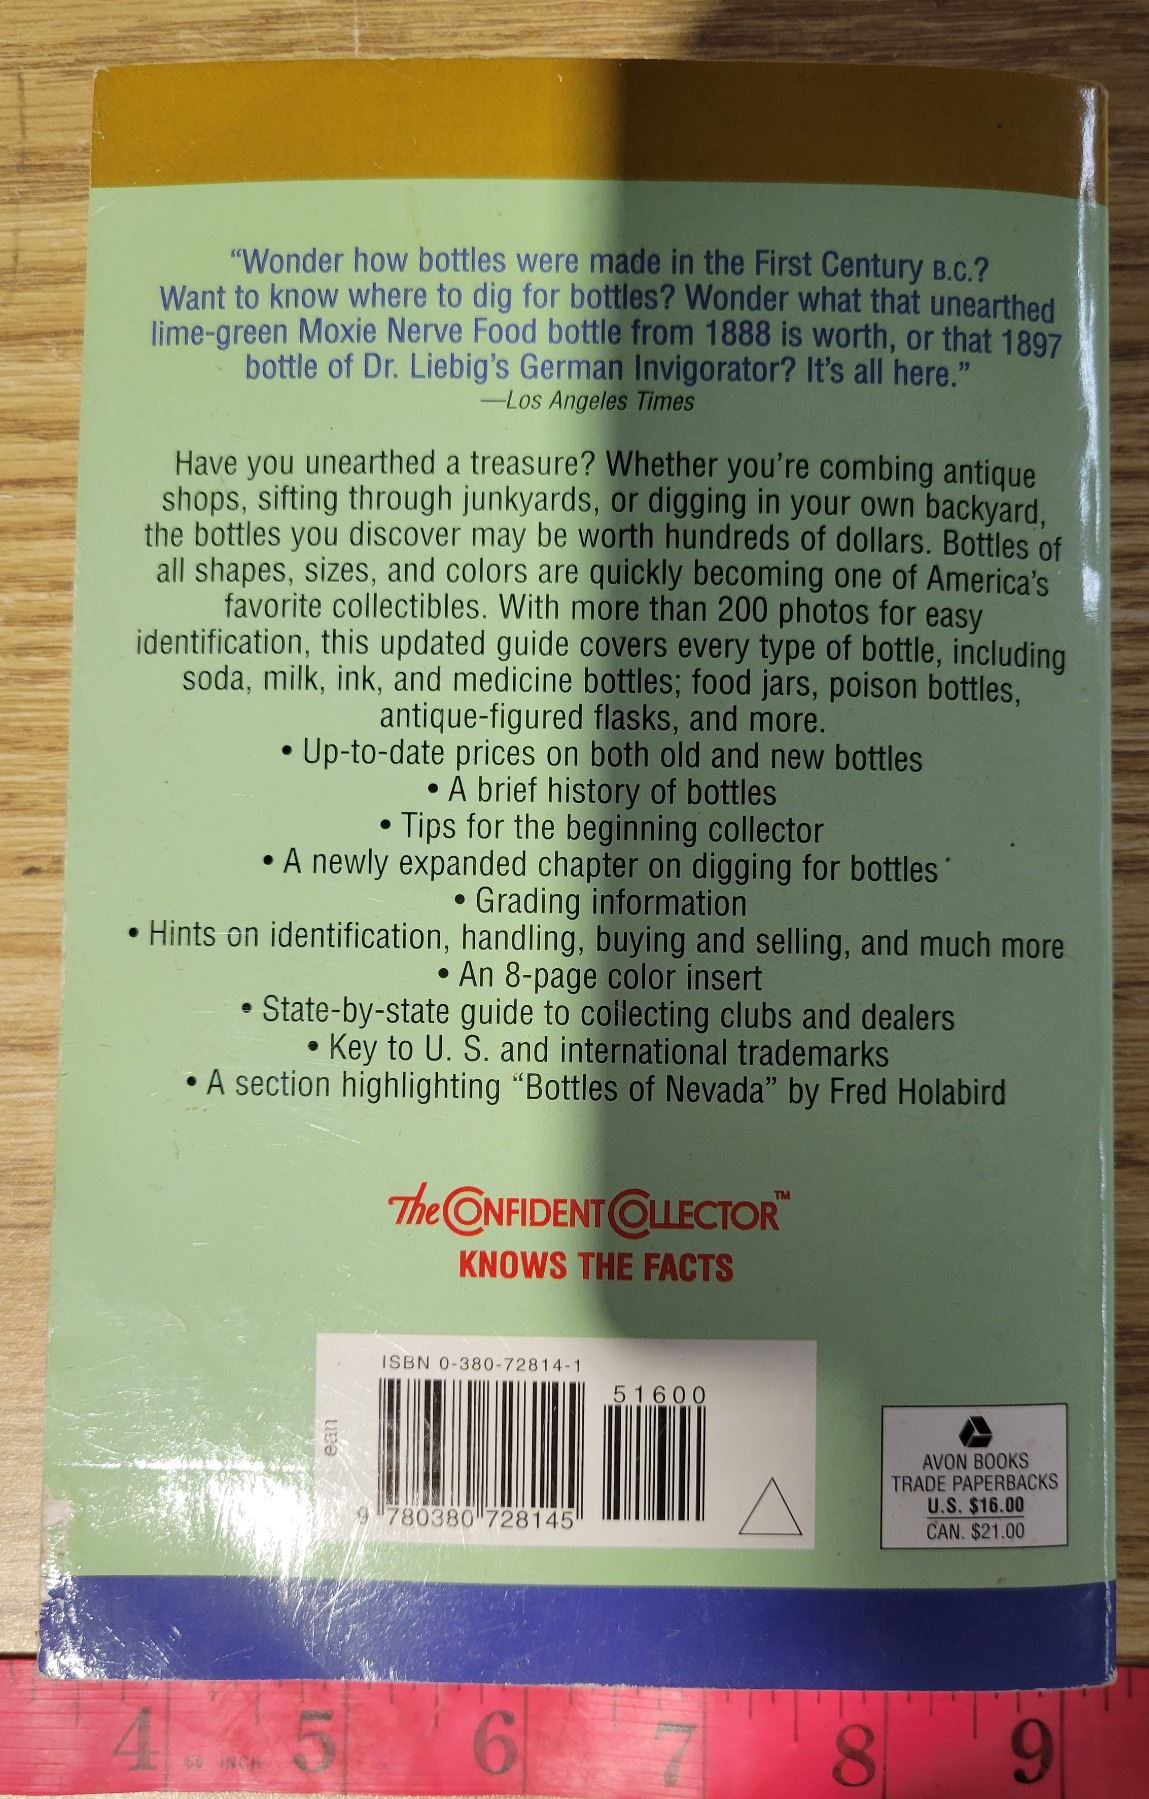 “Wonder how bottles were made in the First Century B.C.?
Want to know where to dig for bottles? Wonder what that unearthed
lime-green Moxie Nerve Food bottle from 1888 is worth, or that 1897
bottle of Dr. Liebig’s German Invigorator? It’s all here.”
—Los Angeles Times
Have you unearthed a treasure? Whether you’re combing antique
shops, sifting through junkyards, or digging in your own backyard,
the bottles you discover may be worth hundreds of dollars. Bottles of
all shapes, sizes, and colors are quickly becoming one of America’s
favorite collectibles. With more than 200 photos for easy
identification, this updated guide covers every type of bottle, including
soda, milk, ink, and medicine bottles; food jars, poison bottles,
antique-figured flasks, and more.
• Up-to-date prices on both old and new bottles
• A brief history of bottles
• Tips for the beginning collector
• A newly expanded chapter on digging for bottles
• Grading information
• Hints on identification, handling, buying and selling, and much more
• An 8-page color insert
• State-by-state guide to collecting clubs and dealers
• Key to U. S. and international trademarks
• A section highlighting “Bottles of Nevada” by Fred Holabird
The CONFIDENT COLLECTOR™
KNOWS THE FACTS
ISBN 0-380-72814-1
51600
ean
9 780380 728145
AVON BOOKS
TRADE PAPERBACKS
U.S. $16.00
CAN. $21.00
4 60 INCH 5 6 7 8 9